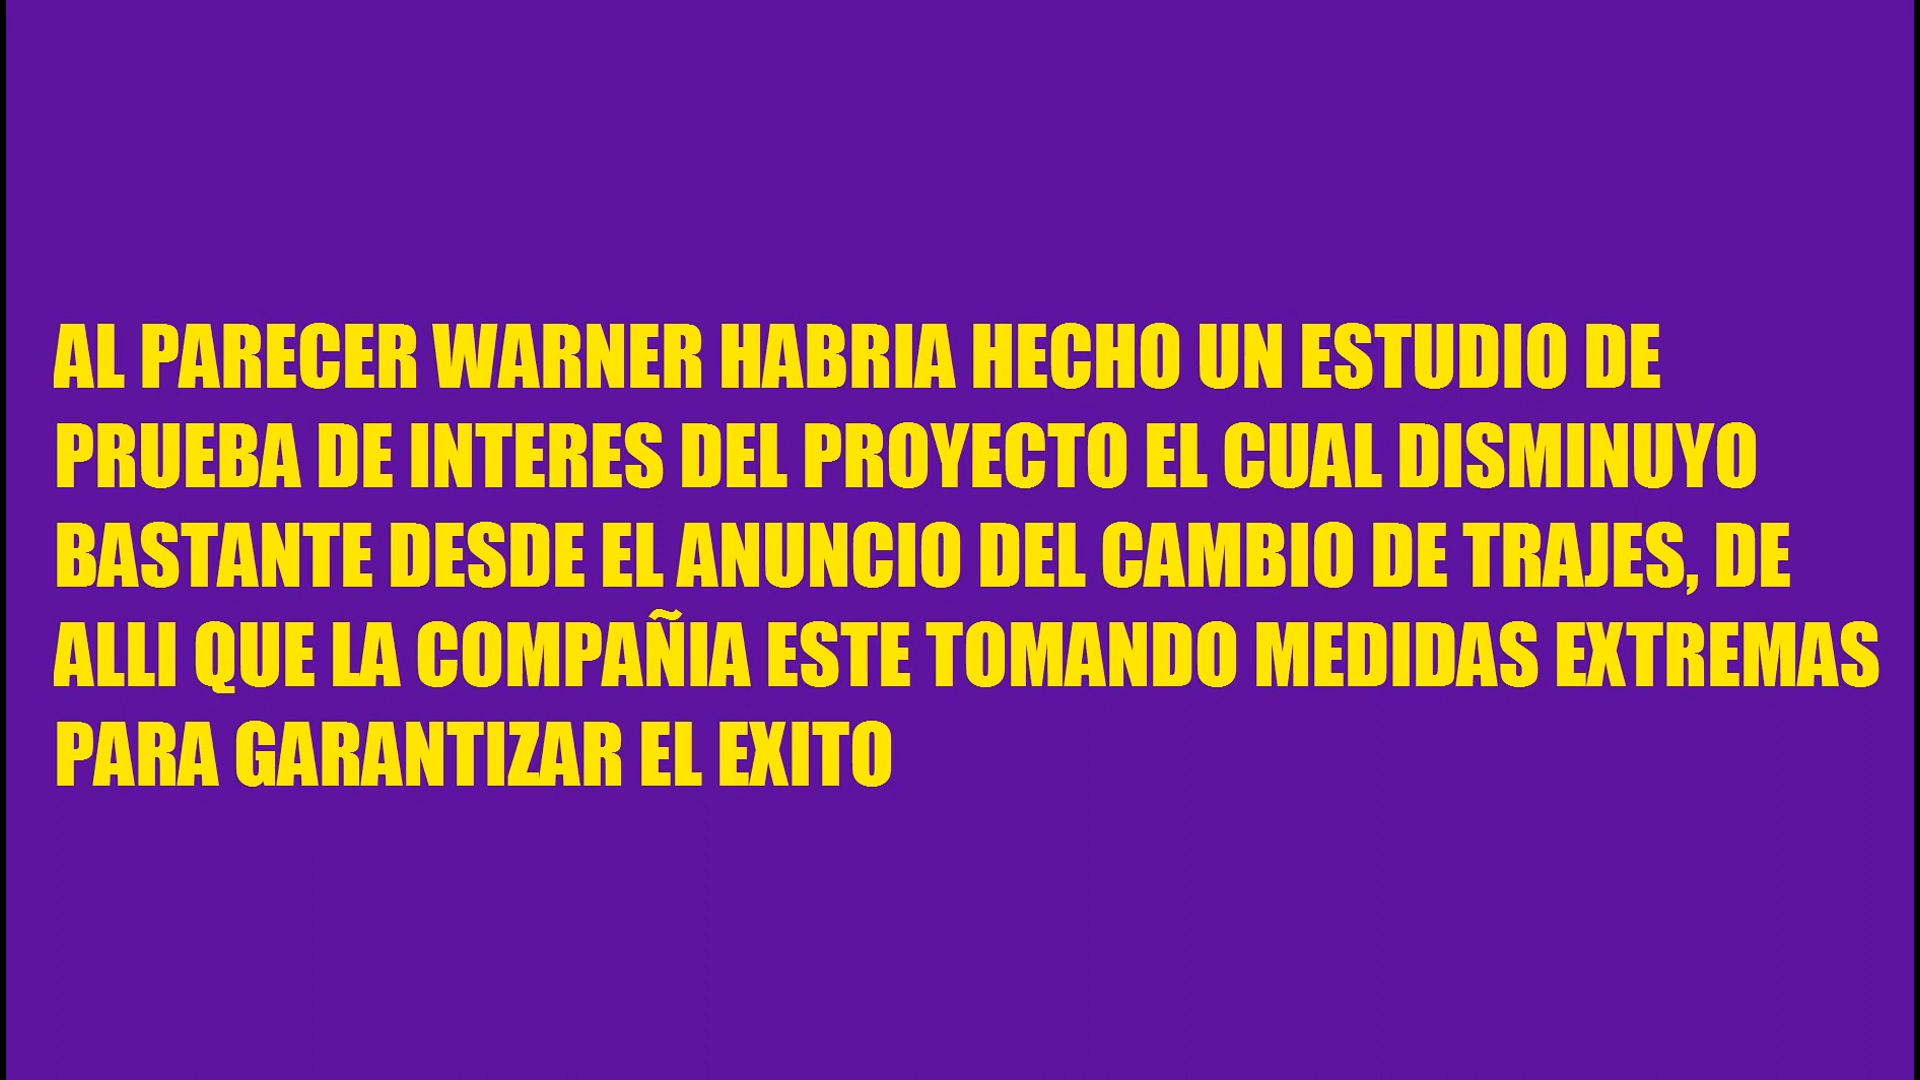 AL PARECER WARNER HABRIA HECHO UN ESTUDIO DE
PRUEBA DE INTERES DEL PROYECTO EL CUAL DISMINUYO
BASTANTE DESDE EL ANUNCIO DEL CAMBIO DE TRAJES, DE
ALLI QUE LA COMPAÑIA ESTE TOMANDO MEDIDAS EXTREMAS
PARA GARANTIZAR EL EXITO